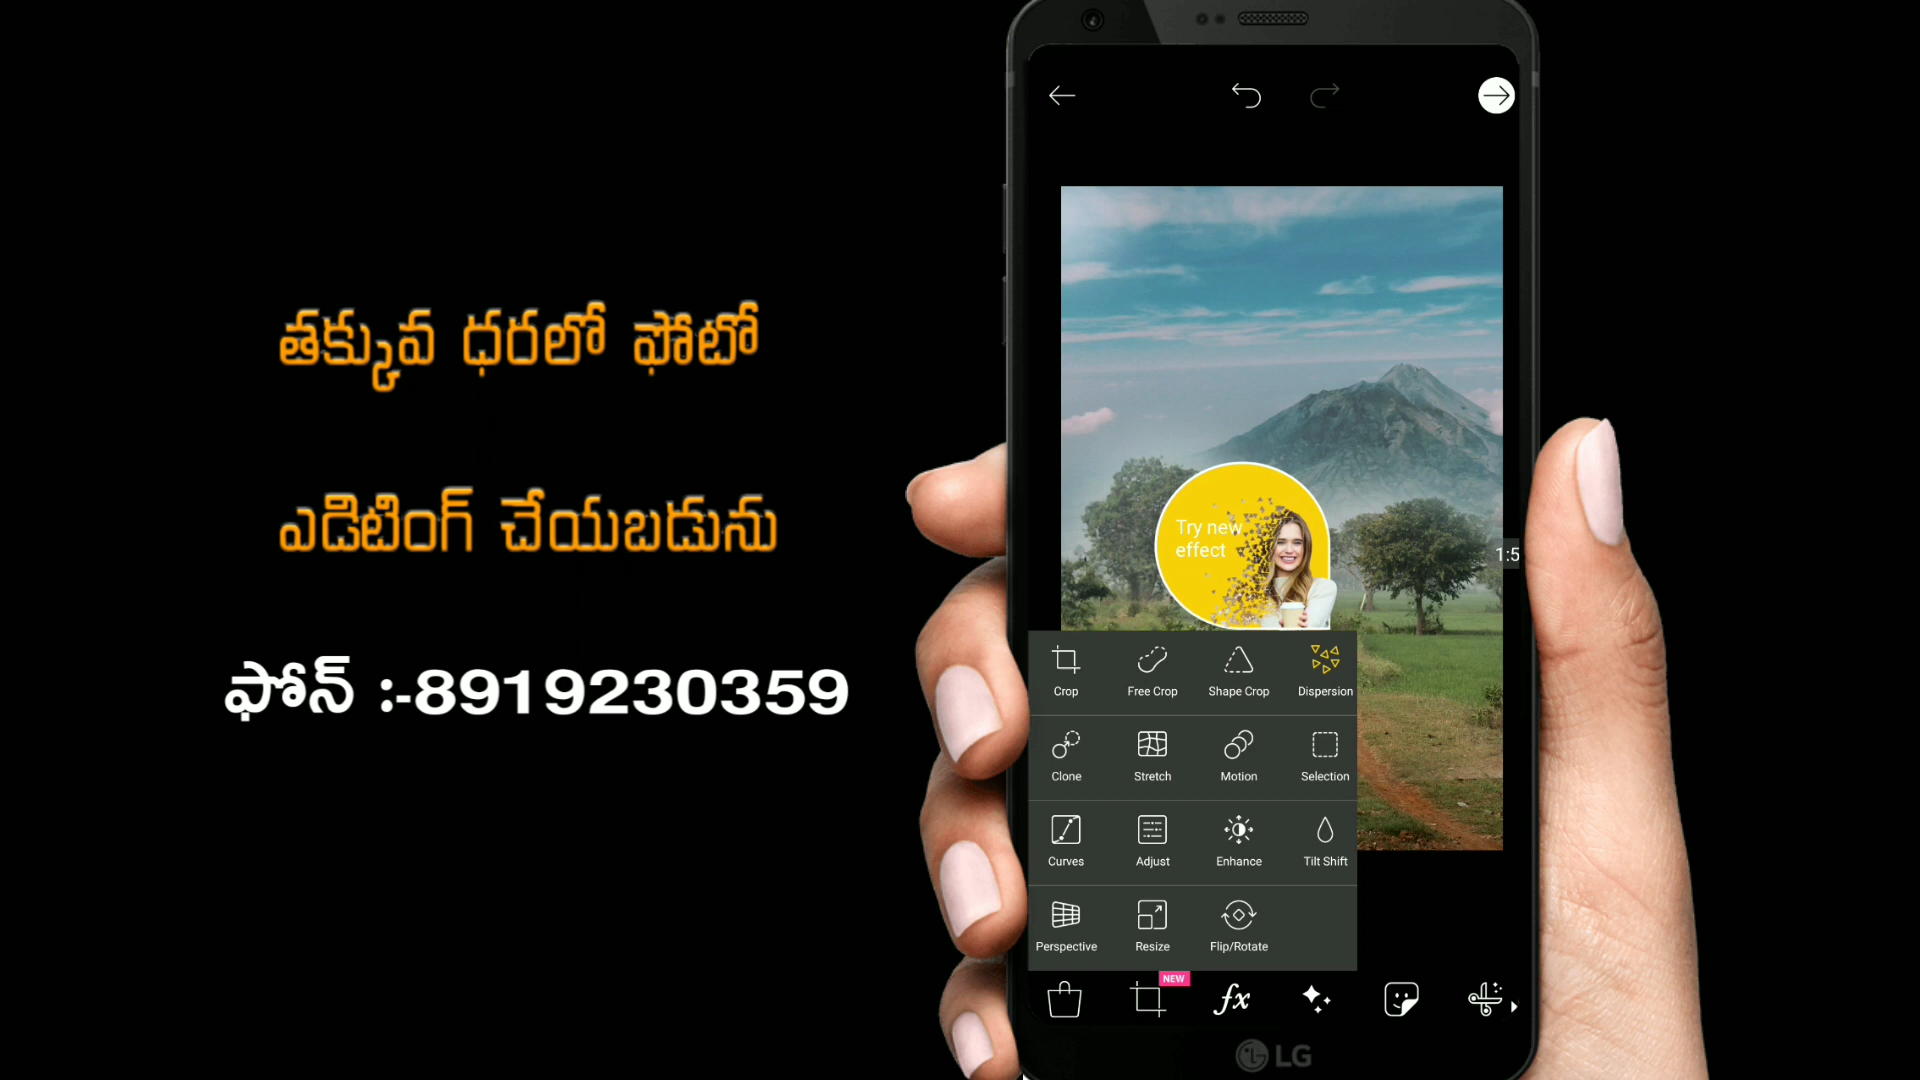 తక్కువ ధరలో ఫోటో
ఎడిటింగ్ చేయబడును
ఫోన్ :-8919230359
Try new
effect
1:5
Crop
Free Crop
Shape Crop
Dispersion
Clone
Stretch
Motion
Selection
Curves
Adjust
Enhance
Tilt Shift
Perspective
Resize
Flip/Rotate
NEW
fx
LG